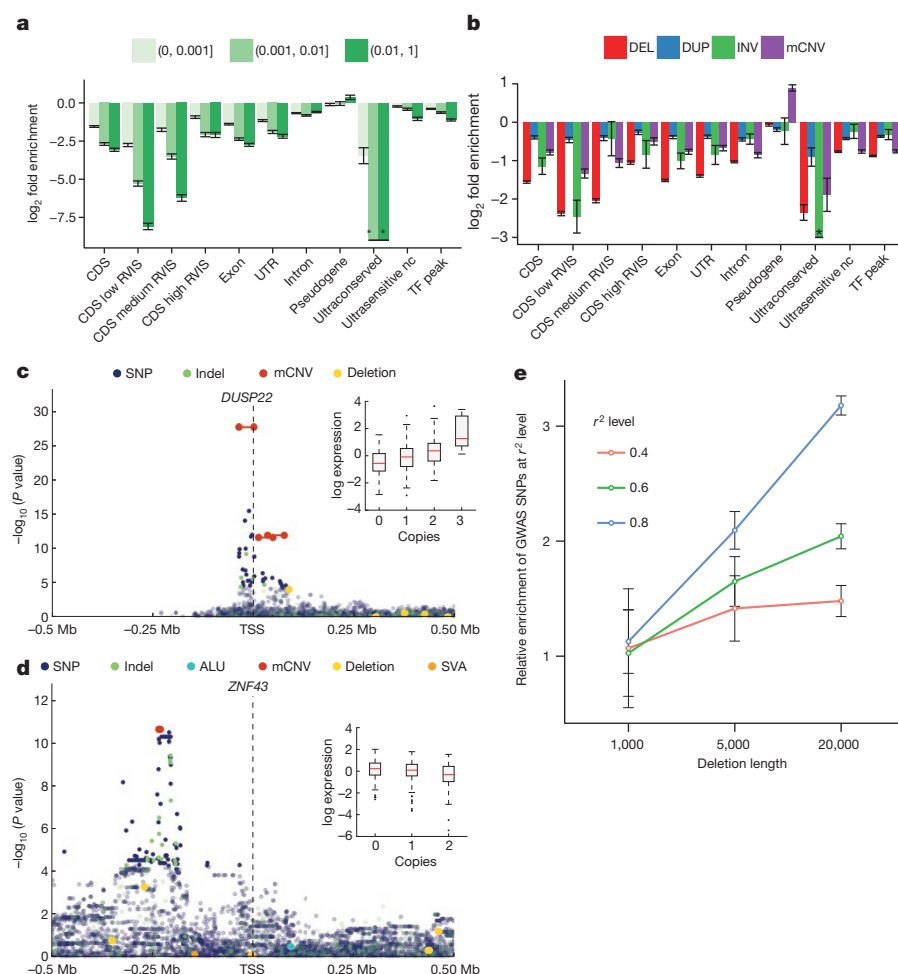 a
(0, 0.001] (0.001, 0.01] (0.01, 1]
log2 fold enrichment
0.0
−2.5
−5.0
−7.5
* *
CDS
CDS low RVIS
CDS medium RVIS
CDS high RVIS
Exon
UTR
Intron
Pseudogene
Ultraconserved
Ultrasensitive nc
TF peak
b
DEL DUP INV mCNV
log2 fold enrichment
1
0
−1
−2
−3
*
CDS
CDS low RVIS
CDS medium RVIS
CDS high RVIS
Exon
UTR
Intron
Pseudogene
Ultraconserved
Ultrasensitive nc
TF peak
c
SNP Indel mCNV Deletion
DUSP22
−log10 (P value)
30
25
20
15
10
5
0
−0.5 Mb −0.25 Mb TSS 0.25 Mb 0.50 Mb
log expression
4
2
0
−2
−4
0 1 2 3
Copies
d
SNP Indel ALU mCNV Deletion SVA
ZNF43
−log10 (P value)
12
10
8
6
4
2
0
−0.5 Mb −0.25 Mb TSS 0.25 Mb 0.50 Mb
log expression
4
2
0
−2
−4
−6
0 1 2
Copies
e
Relative enrichment of GWAS SNPs at r2 level
3
2
1
r2 level
0.4
0.6
0.8
1,000 5,000 20,000
Deletion length